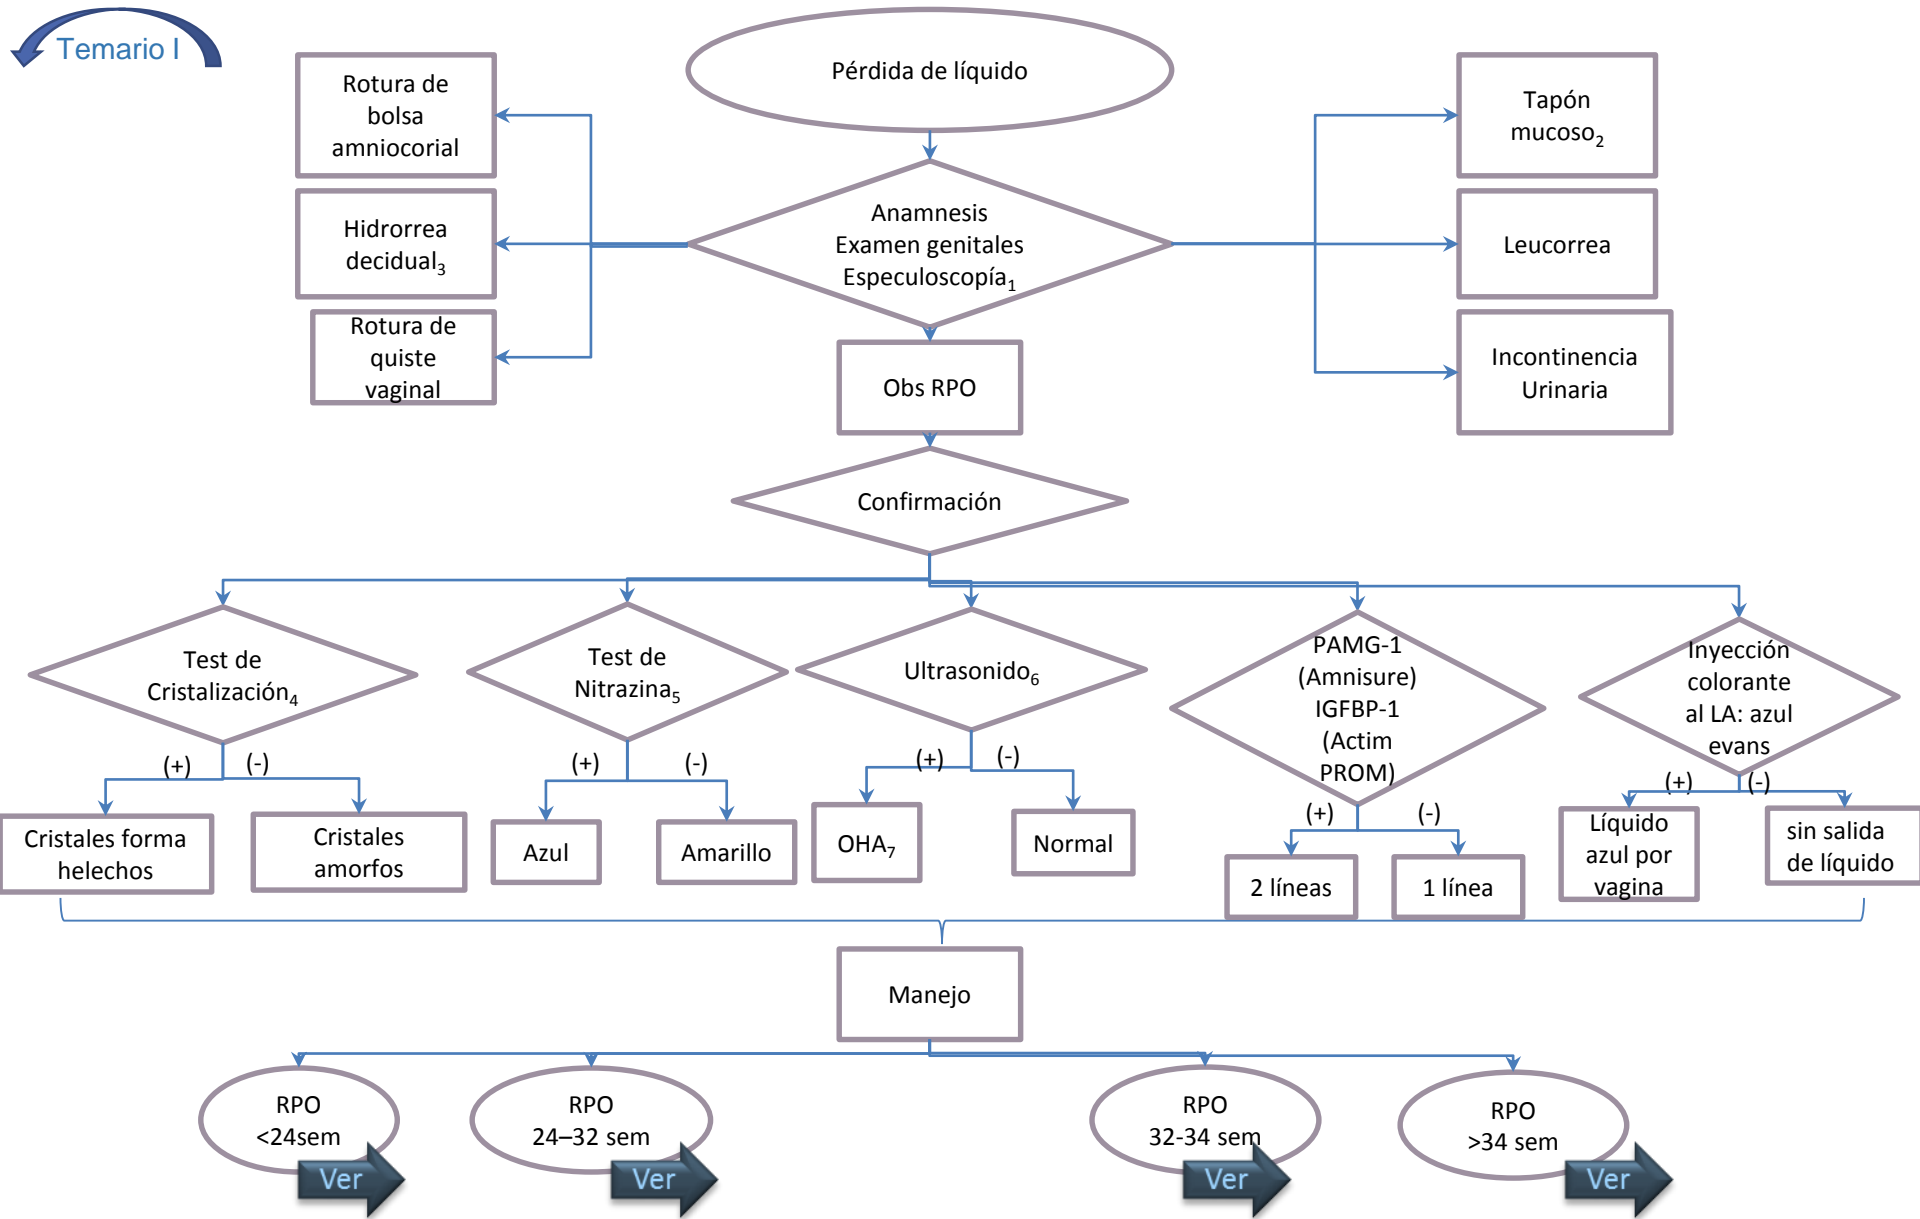 Temario I
Pérdida de líquido
Rotura de
bolsa
amniocorial
Hidrorrea
decidual3
Rotura de
quiste
vaginal
Anamnesis
Examen genitales
Especuloscopía1
Tapón
mucoso2
Leucorrea
Incontinencia
Urinaria
Obs RPO
Confirmación
Test de
Cristalización4
Test de
Nitrazina5
Ultrasonido6
PAMG-1
(Amnisure)
IGFBP-1
(Actim
PROM)
Inyección
colorante
al LA: azul
evans
(+)
(-)
(+)
(-)
(+)
(-)
(+)
(-)
(+)
(-)
Cristales forma
helechos
Cristales
amorfos
Azul
Amarillo
OHA7
Normal
2 líneas
1 línea
Líquido
azul por
vagina
sin salida
de líquido
Manejo
RPO
<24sem
Ver
RPO
24–32 sem
Ver
RPO
32-34 sem
Ver
RPO
>34 sem
Ver